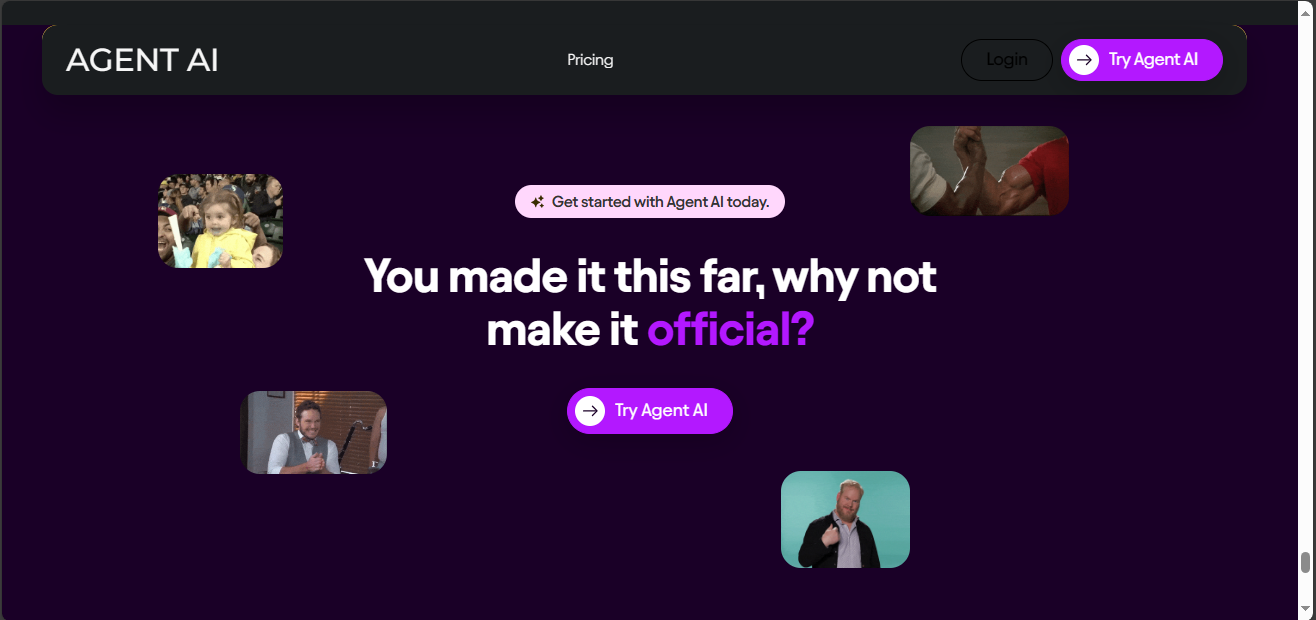 AGENT AI
Pricing
Login
Try Agent AI
Get started with Agent AI today.
You made it this far, why not
make it official?
Try Agent AI